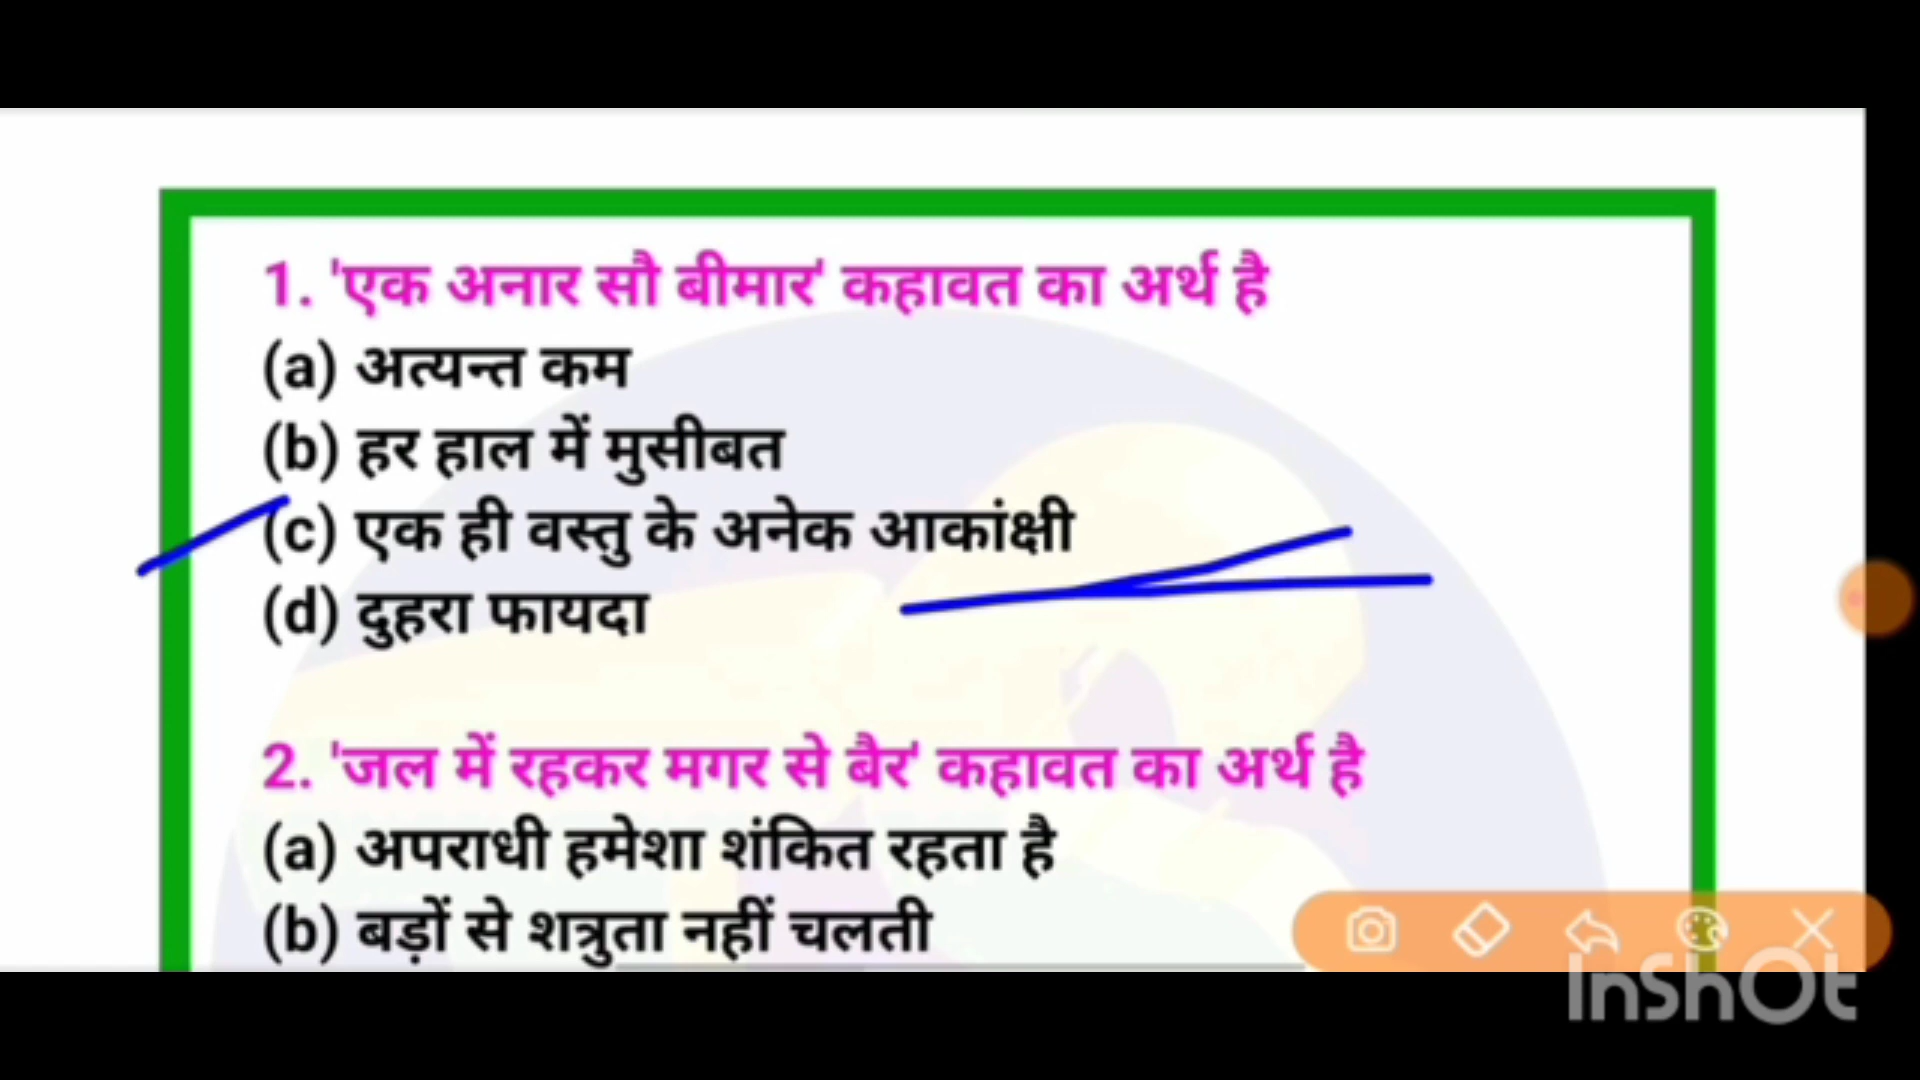 1. 'एक अनार सौ बीमार' कहावत का अर्थ है
(a) अत्यन्त कम
(b) हर हाल में मुसीबत
(c) एक ही वस्तु के अनेक आकांक्षी
(d) दुहरा फायदा
2. 'जल में रहकर मगर से बैर' कहावत का अर्थ है
(a) अपराधी हमेशा शंकित रहता है
(b) बड़ों से शत्रुता नहीं चलती
InShOt